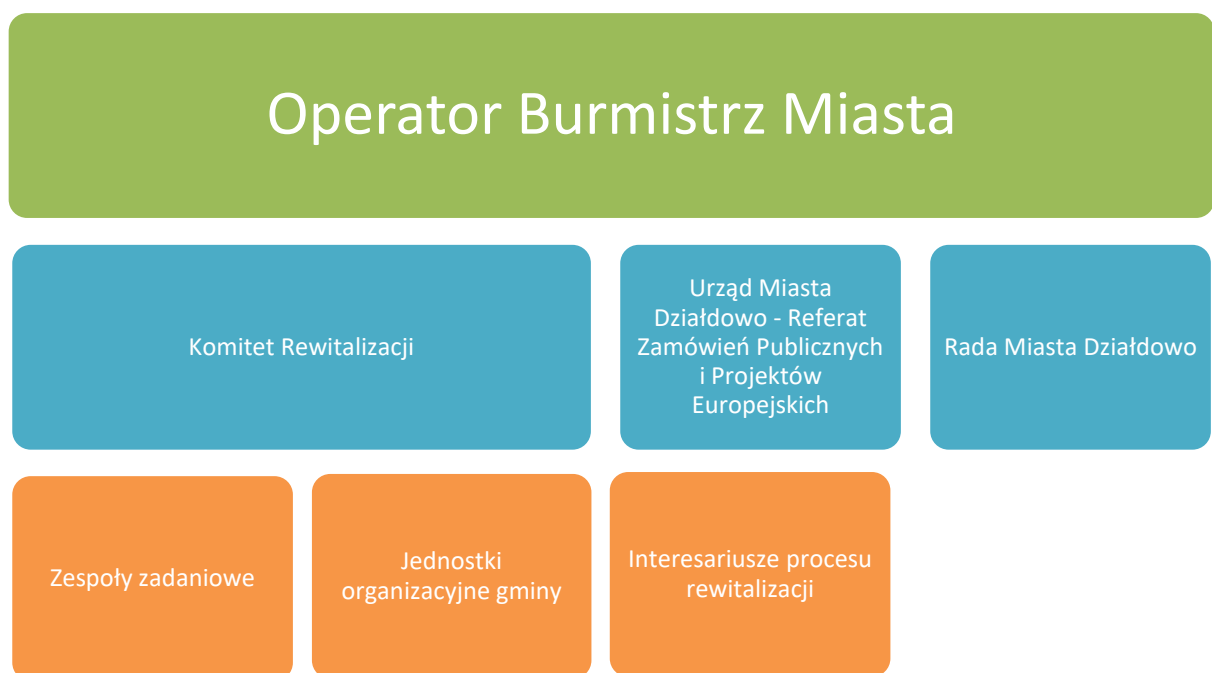 Operator Burmistrz Miasta
Komitet Rewitalizacji
Urząd Miasta
Działdowo - Referat
Zamówień Publicznych
i Projektów
Europejskich
Rada Miasta Działdowo
Zespoły zadaniowe
Jednostki
organizacyjne gminy
Interesariusze procesu
rewitalizacji